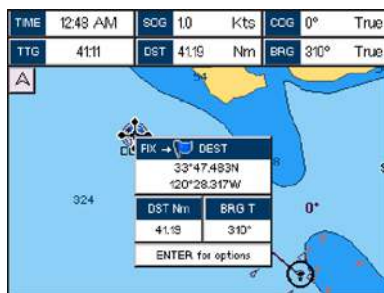 TIME 12:48 AM SOG 1.0 Kts COG 0° True
TTG 41:11 DST 41.19 Nm BRG 310° True
54
A
FIX → DEST
33°47.483N
120°28.317W
8
324
DST Nm BRG T
0°
41.19 310°
ENTER for options